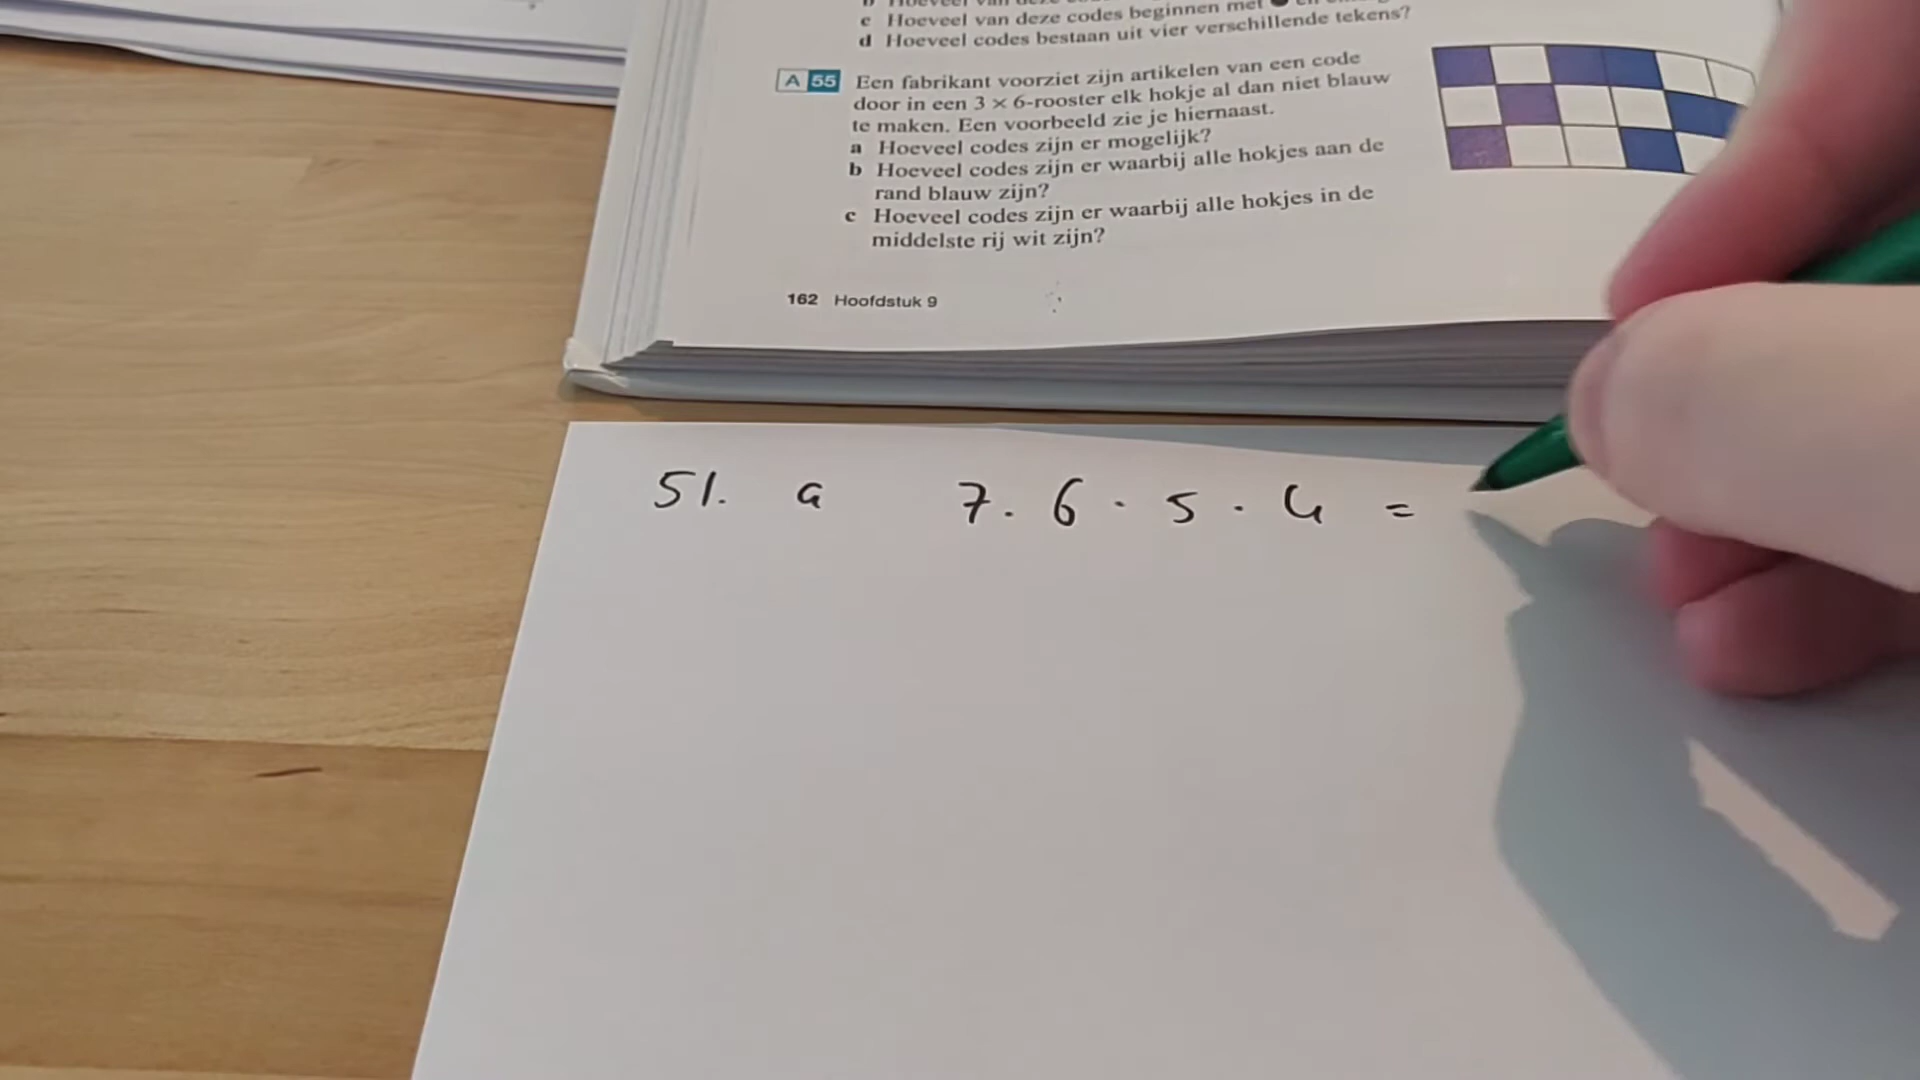 c Hoeveel van deze codes beginnen met
d Hoeveel codes bestaan uit vier verschillende tekens?
A 55 Een fabrikant voorziet zijn artikelen van een code
door in een 3 × 6-rooster elk hokje al dan niet blauw
te maken. Een voorbeeld zie je hiernaast.
a Hoeveel codes zijn er mogelijk?
b Hoeveel codes zijn er waarbij alle hokjes aan de
rand blauw zijn?
c Hoeveel codes zijn er waarbij alle hokjes in de
middelste rij wit zijn?
162 Hoofdstuk 9
51. a 7 · 6 · 5 · 4 =